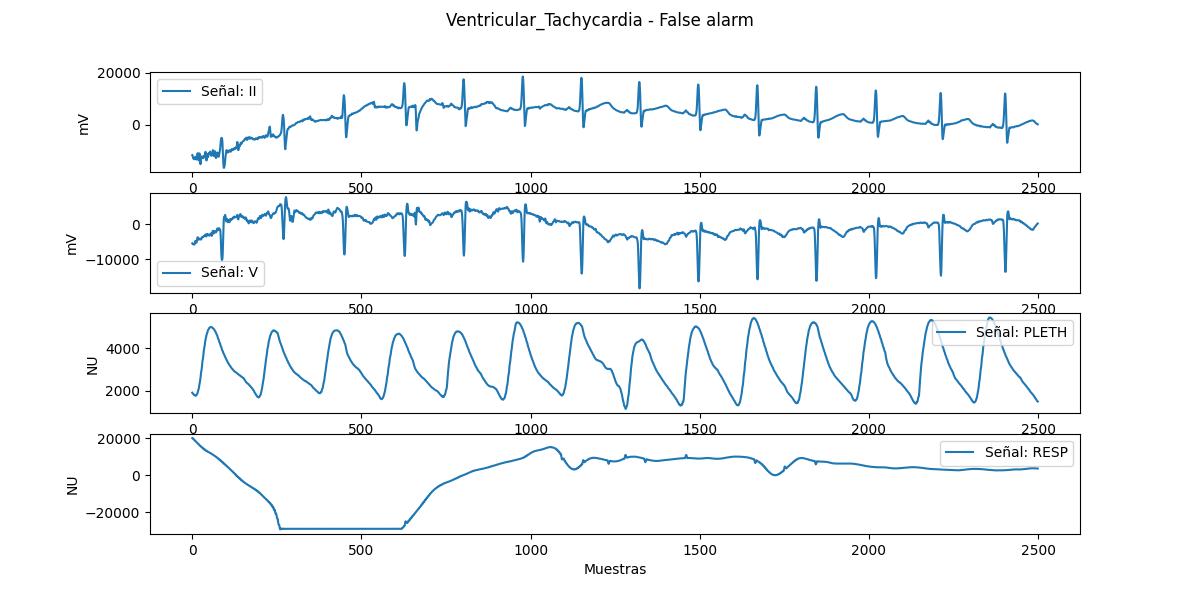 Ventricular_Tachycardia - False alarm
20000
0
mV
Señal: II
0 500 1000 1500 2000 2500
0
−10000
mV
Señal: V
0 500 1000 1500 2000 2500
4000
2000
NU
Señal: PLETH
0 500 1000 1500 2000 2500
20000
0
−20000
NU
Señal: RESP
0 500 1000 1500 2000 2500
Muestras